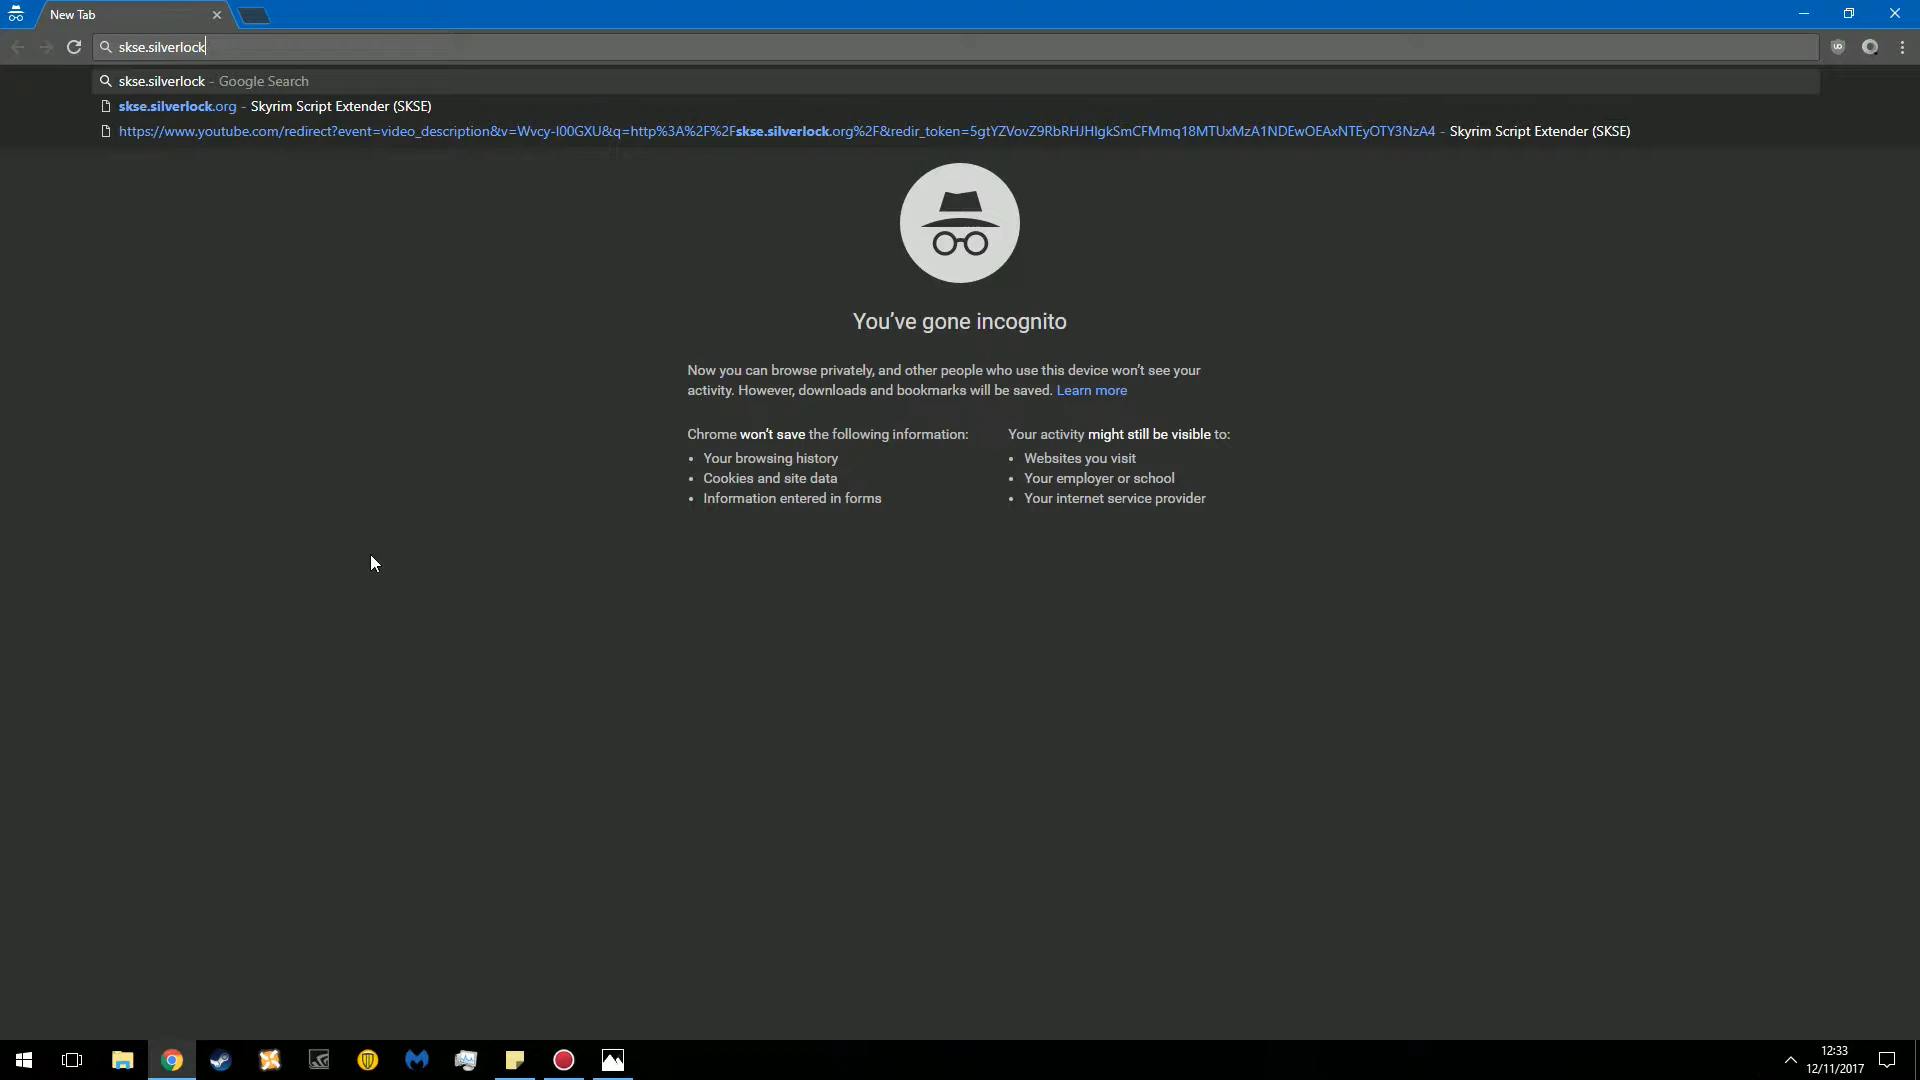 New Tab
skse.silverlock
skse.silverlock - Google Search
skse.silverlock.org - Skyrim Script Extender (SKSE)
https://www.youtube.com/redirect?event=video_description&v=Wvcy-I00GXU&q=http%3A%2F%2Fskse.silverlock.org%2F&redir_token=5gtYZVovZ9RbRHJHIgkSmCFMmq18MTUxMzA1NDEwOEAxNTEyOTY3NzA4 - Skyrim Script Extender (SKSE)
You've gone incognito
Now you can browse privately, and other people who use this device won't see your
activity. However, downloads and bookmarks will be saved. Learn more
Chrome won't save the following information:
• Your browsing history
• Cookies and site data
• Information entered in forms
Your activity might still be visible to:
• Websites you visit
• Your employer or school
• Your internet service provider
12:33
12/11/2017